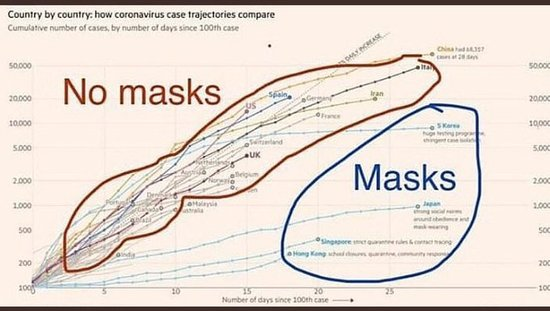 Country by country: how coronavirus case trajectories compare
Cumulative number of cases, by number of days since 100th case
DAILY INCREASE
China had 68,357
cases at 28 days
50,000
20,000
10,000
5,000
2,000
1,000
500
200
100
50,000
20,000
10,000
5,000
2,000
1,000
500
200
100
No masks
Masks
Italy
Spain
Germany
Iran
US
France
S Korea
huge testing programme,
stringent case isolation
Switzerland
Netherlands
UK
Austria
Belgium
Norway
Portugal
Denmark
Canada
Malaysia
Australia
Brazil
India
Japan
strong social norms
around obedience and
mask-wearing
Singapore: strict quarantine rules & contact tracing
Hong Kong: school closures, quarantine, community response
0
5
10
15
20
25
Number of days since 100th case